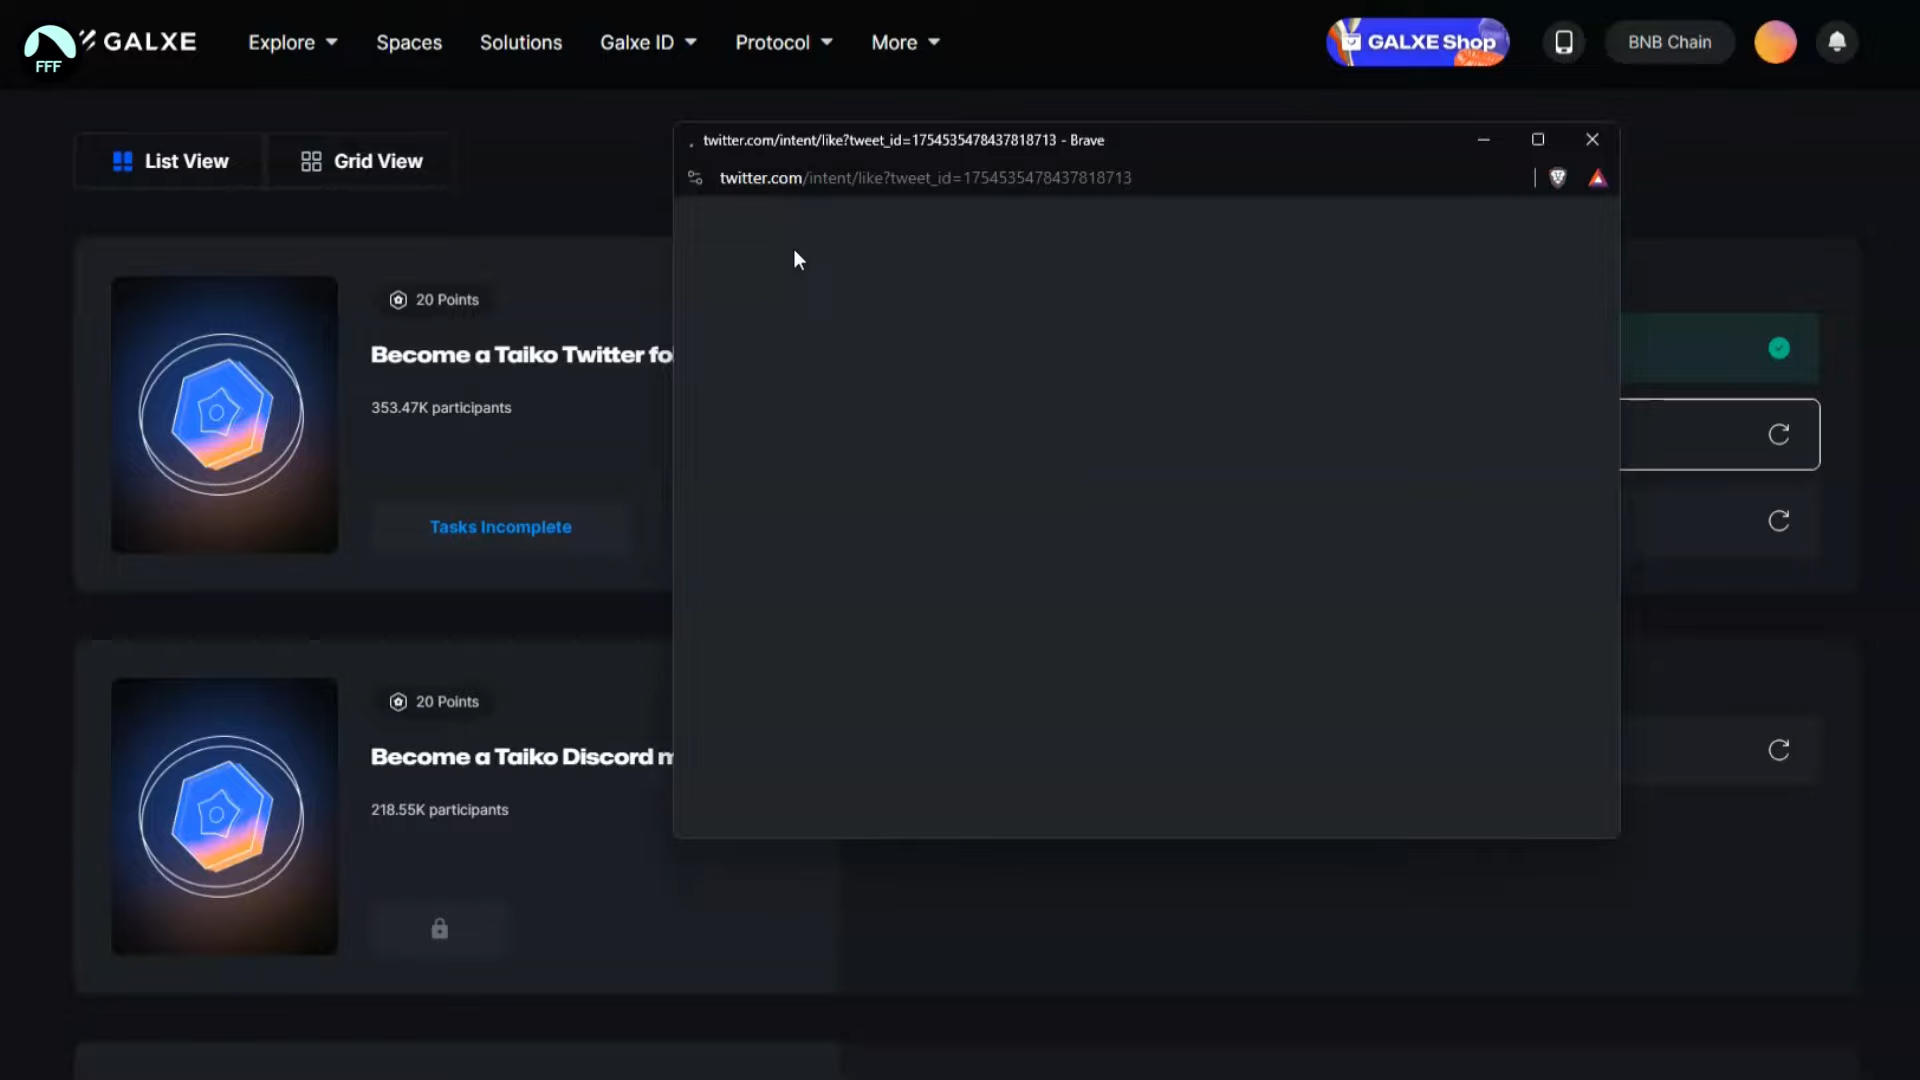 FFF
GALXE
Explore
Spaces
Solutions
Galxe ID
Protocol
More
GALXE Shop
BNB Chain
List View
Grid View
twitter.com/intent/like?tweet_id=1754535478437818713 - Brave
twitter.com/intent/like?tweet_id=1754535478437818713
20 Points
Become a Taiko Twitter fo
353.47K participants
Tasks Incomplete
20 Points
Become a Taiko Discord m
218.55K participants